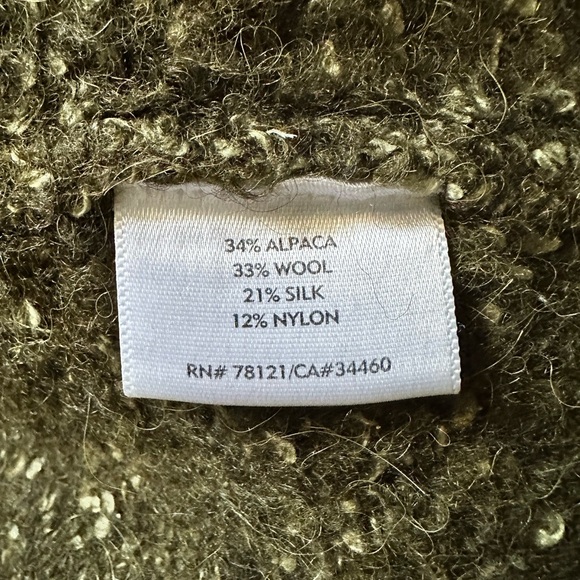 34% ALPACA
33% WOOL
21% SILK
12% NYLON
RN# 78121/CA#34460